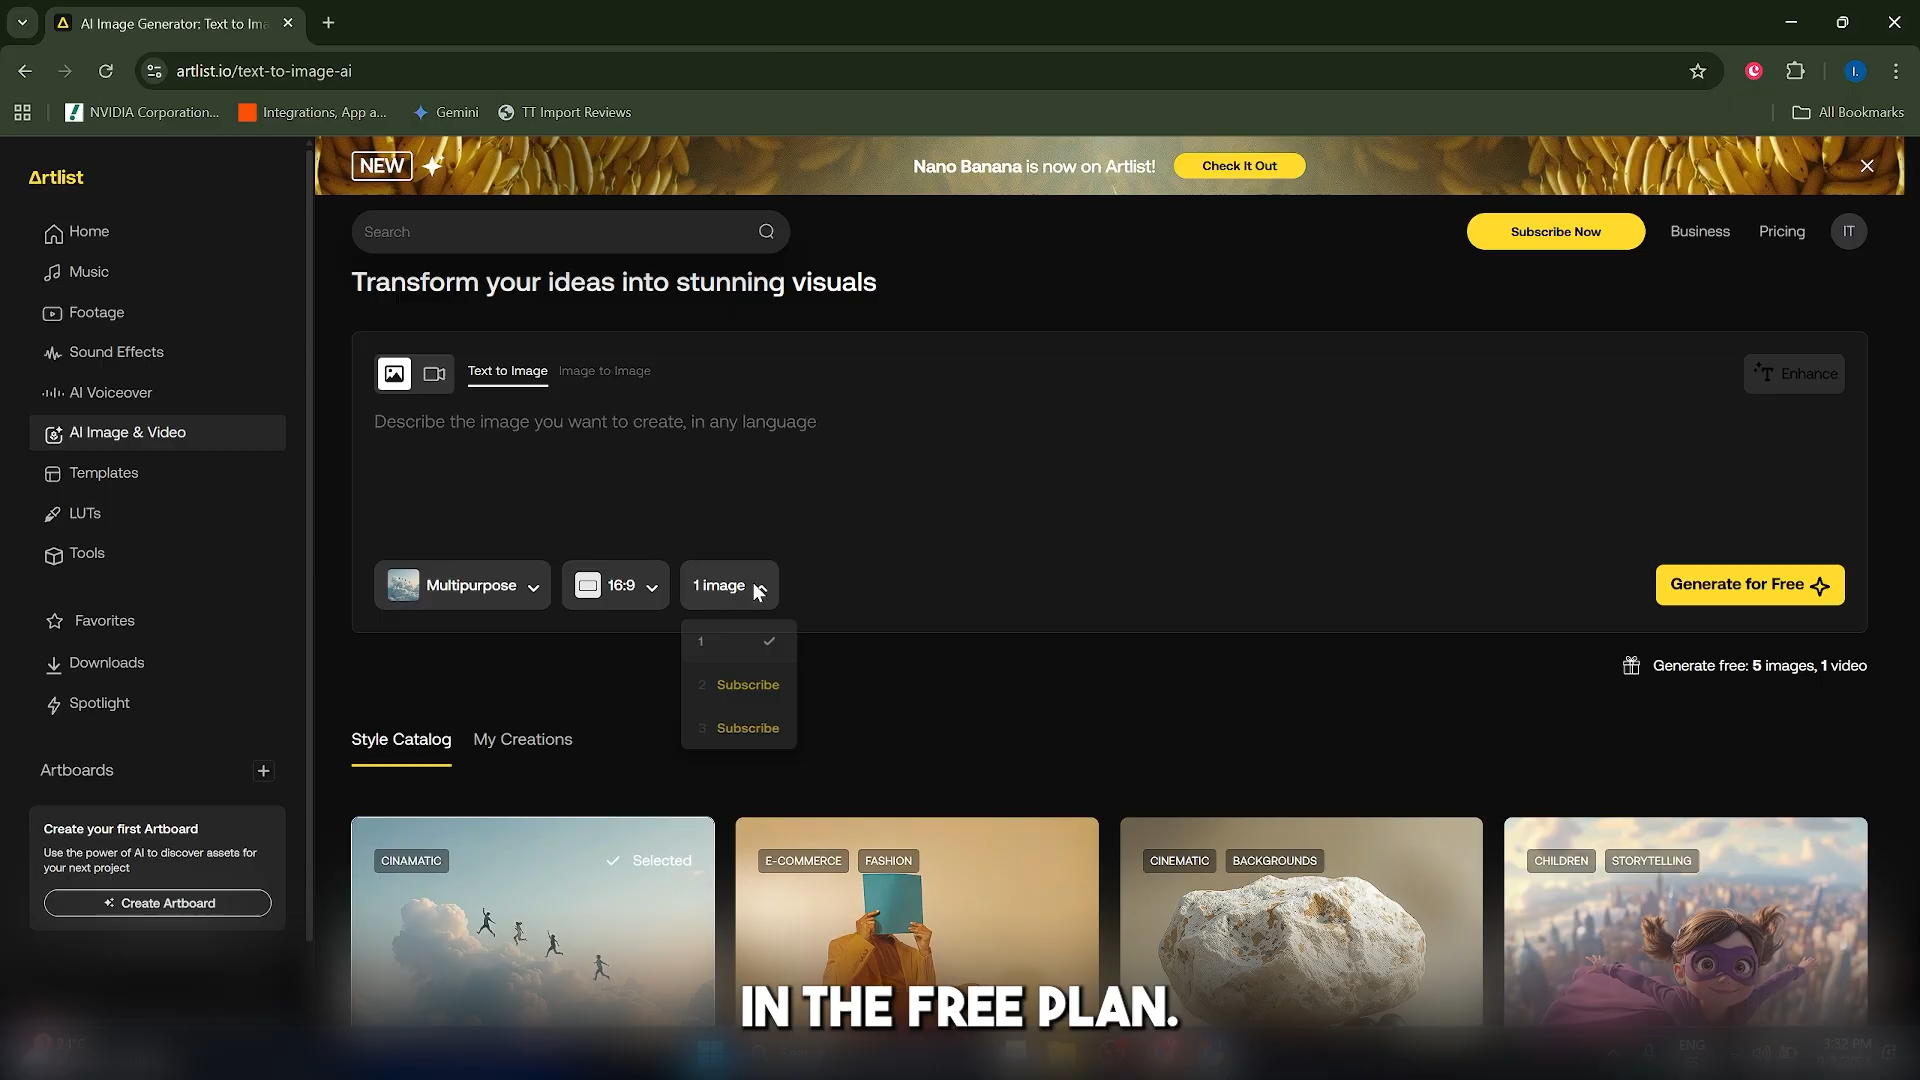 AI Image Generator: Text to Ima
artlist.io/text-to-image-ai
I.
NVIDIA Corporation...
Integrations, App a...
Gemini
TT Import Reviews
All Bookmarks
Artlist
NEW
Nano Banana is now on Artlist!
Check It Out
Home
Music
Footage
Sound Effects
AI Voiceover
AI Image & Video
Templates
LUTs
Tools
Favorites
Downloads
Spotlight
Artboards
Create your first Artboard
Use the power of AI to discover assets for
your next project
Create Artboard
Search
Subscribe Now
Business
Pricing
IT
Transform your ideas into stunning visuals
Text to Image
Image to Image
Enhance
Describe the image you want to create, in any language
Multipurpose
16:9
1 image
Generate for Free
1
2 Subscribe
3 Subscribe
Generate free: 5 images, 1 video
Style Catalog
My Creations
CINAMATIC
Selected
E-COMMERCE
FASHION
CINEMATIC
BACKGROUNDS
CHILDREN
STORYTELLING
IN THE FREE PLAN.
24°C
ENG
3:32 PM